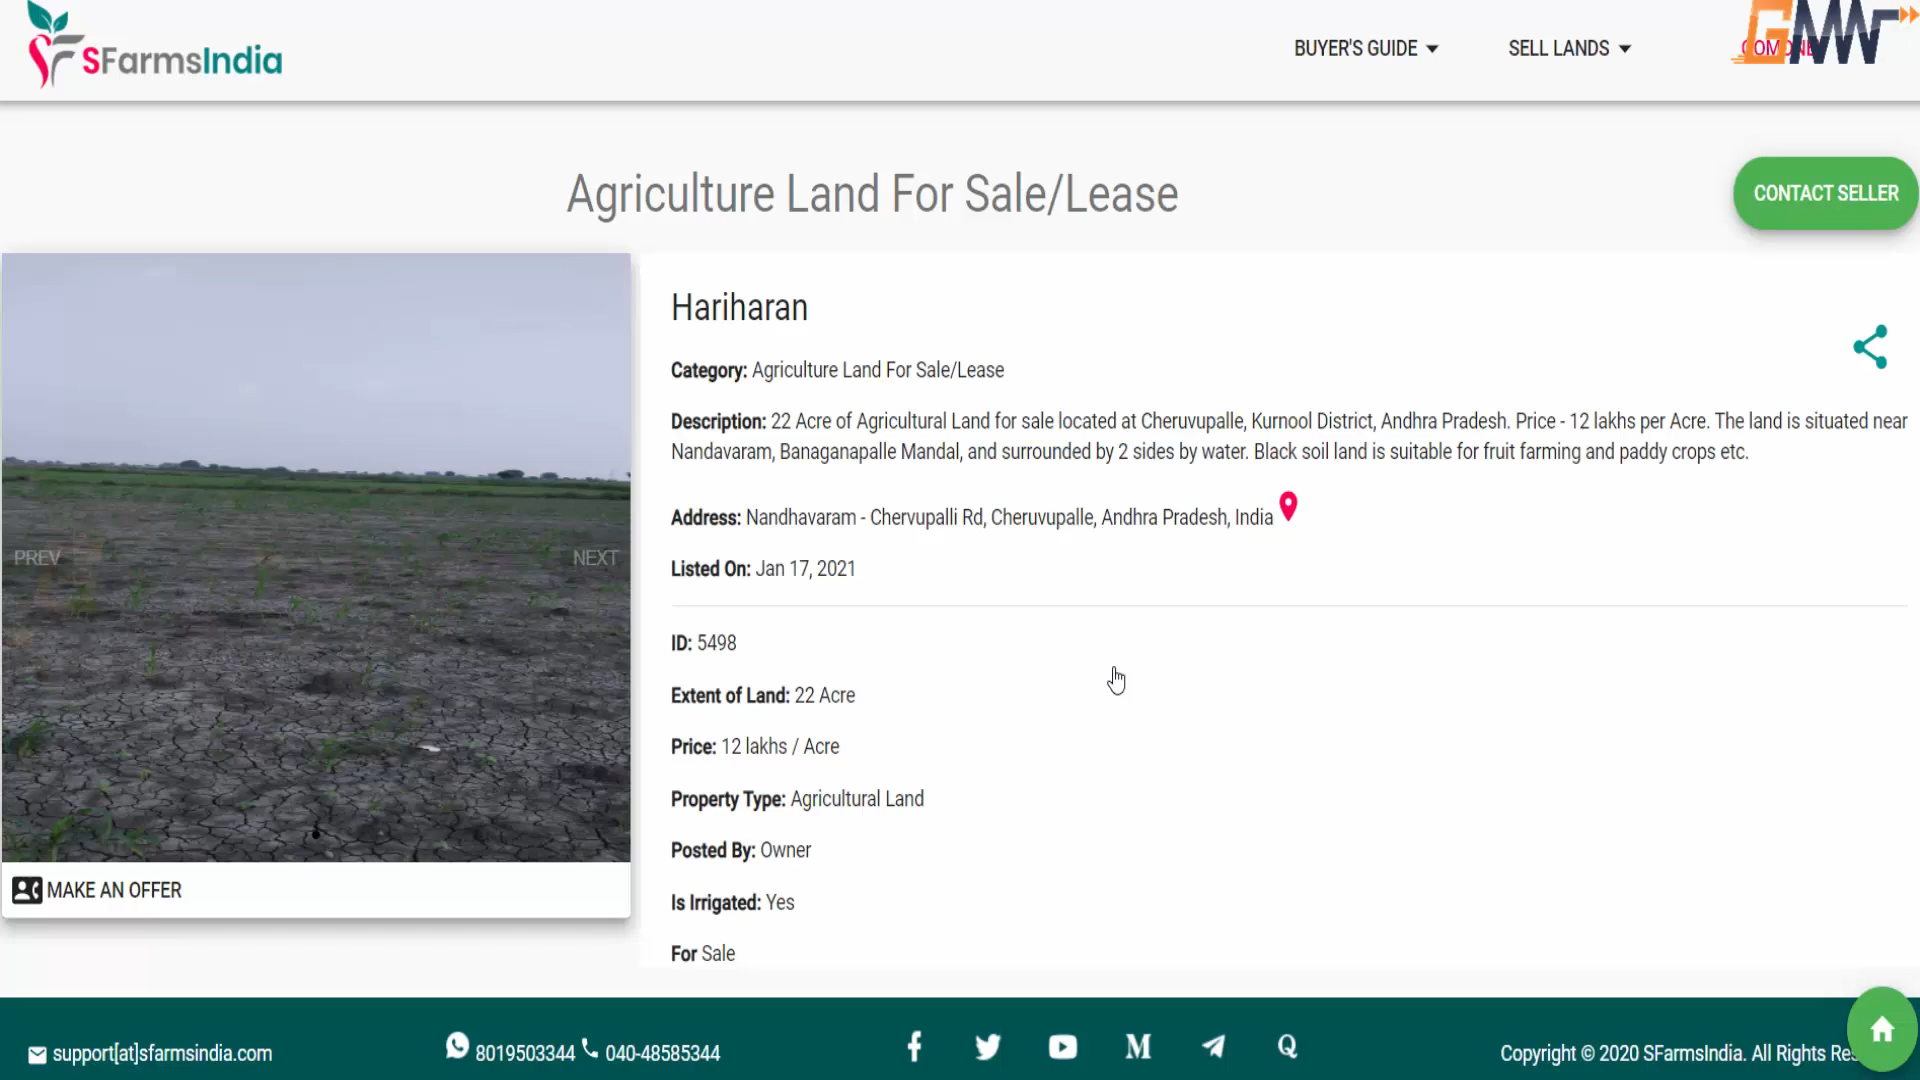 SFarmsIndia
BUYER'S GUIDE
SELL LANDS
GMW
Agriculture Land For Sale/Lease
CONTACT SELLER
Hariharan
Category: Agriculture Land For Sale/Lease
Description: 22 Acre of Agricultural Land for sale located at Cheruvupalle, Kurnool District, Andhra Pradesh. Price - 12 lakhs per Acre. The land is situated near
Nandavaram, Banaganapalle Mandal, and surrounded by 2 sides by water. Black soil land is suitable for fruit farming and paddy crops etc.
Address: Nandhavaram - Chervupalli Rd, Cheruvupalle, Andhra Pradesh, India
Listed On: Jan 17, 2021
PREV
NEXT
ID: 5498
Extent of Land: 22 Acre
Price: 12 lakhs / Acre
Property Type: Agricultural Land
Posted By: Owner
MAKE AN OFFER
Is Irrigated: Yes
For Sale
support[at]sfarmsindia.com
8019503344
040-48585344
Copyright © 2020 SFarmsIndia. All Rights